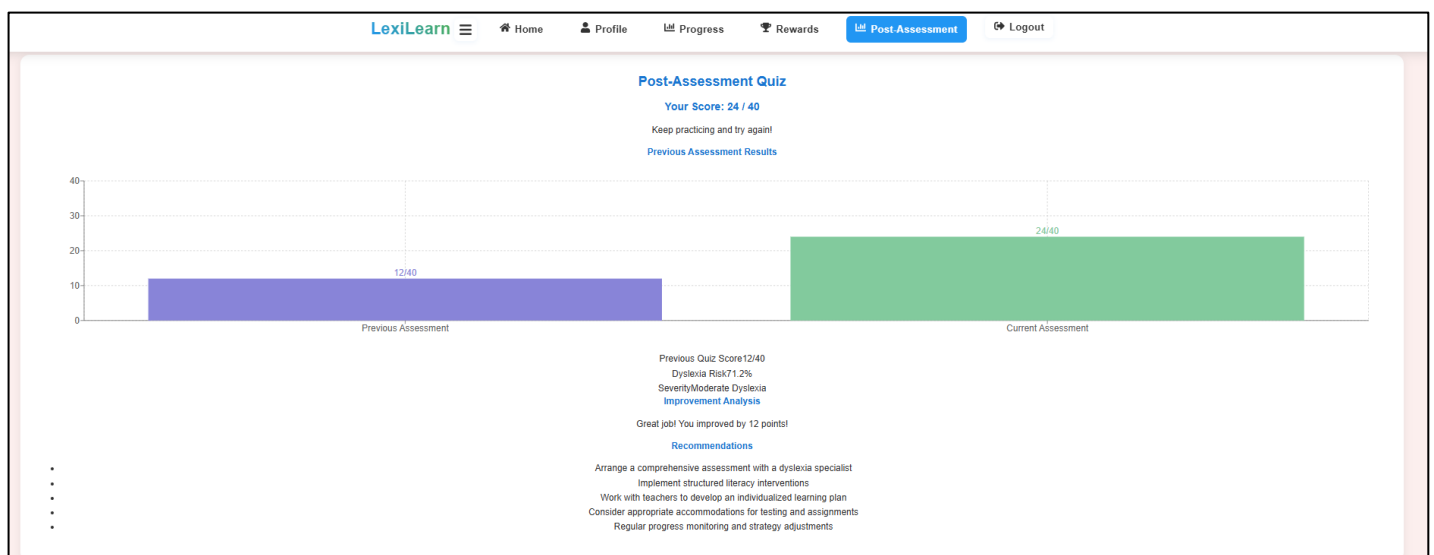 LexiLearn Home Profile Progress Rewards Post-Assessment Logout
Post-Assessment Quiz
Your Score: 24 / 40
Keep practicing and try again!
Previous Assessment Results
40
30
20
10
0
12/40
24/40
Previous Assessment
Current Assessment
Previous Quiz Score12/40
Dyslexia Risk71.2%
SeverityModerate Dyslexia
Improvement Analysis
Great job! You improved by 12 points!
Recommendations
Arrange a comprehensive assessment with a dyslexia specialist
Implement structured literacy interventions
Work with teachers to develop an individualized learning plan
Consider appropriate accommodations for testing and assignments
Regular progress monitoring and strategy adjustments